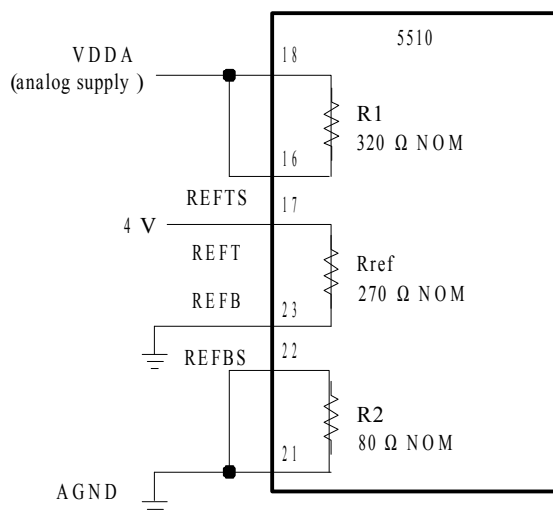 5510
VDDA
(analog supply )
18
R1
320 Ω NOM
16
REFTS
17
4 V
REFT
Rref
270 Ω NOM
REFB
23
REFBS
22
R2
80 Ω NOM
21
AGND